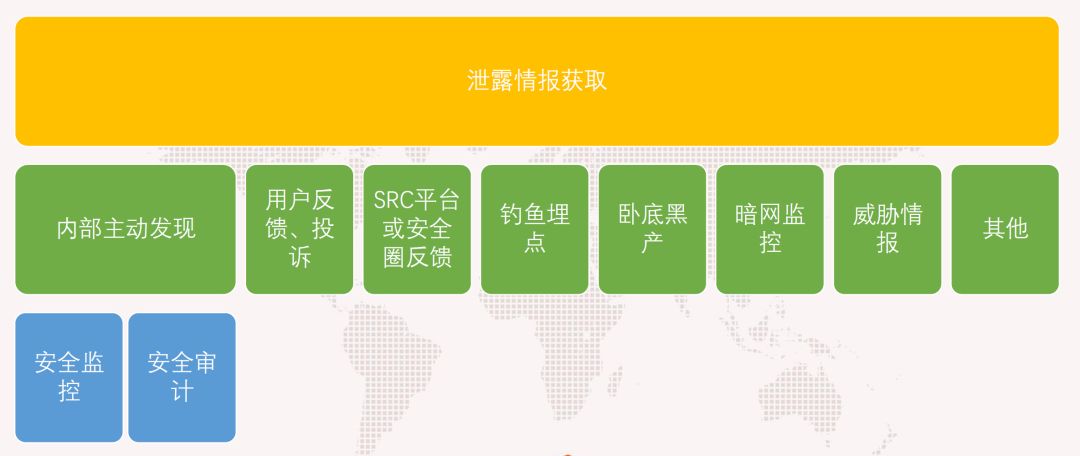 泄露情报获取
内部主动发现
用户反
馈、投
诉
SRC平台
或安全
圈反馈
钓鱼埋
点
卧底黑
产
暗网监
控
威胁情
报
其他
安全监
控
安全审
计